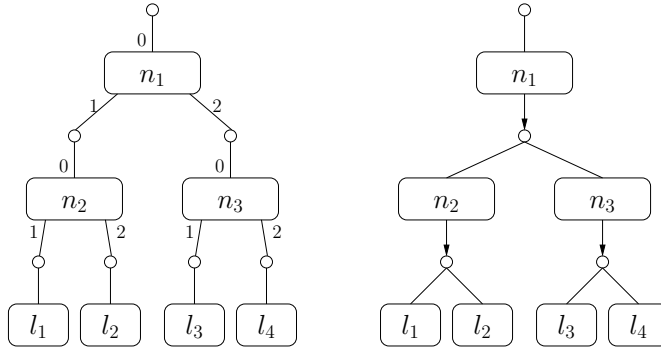 0
n₁ n₁
1 2
0 0
n₂ n₃ n₂ n₃
1 2 1 2
l₁ l₂ l₃ l₄ l₁ l₂ l₃ l₄